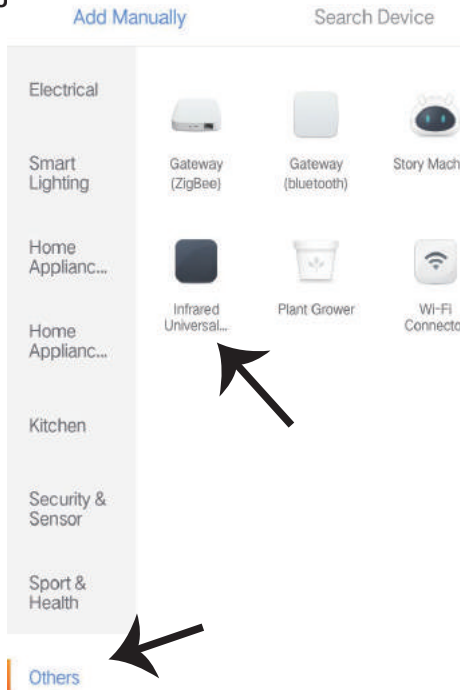 Add Manually
Search Device
Electrical
Smart
Lighting
Home
Applianc...
Home
Applianc...
Kitchen
Security &
Sensor
Sport &
Health
Others
Gateway
(ZigBee)
Gateway
(bluetooth)
Story Mach
Infrared
Universal...
Plant Grower
Wi-Fi
Connecto